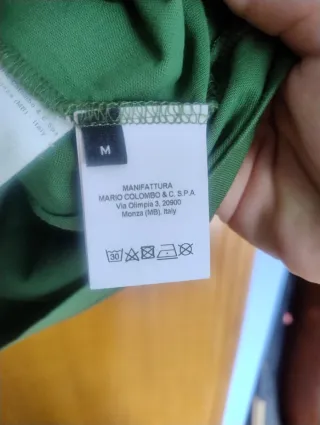 M
MANIFATTURA
MARIO COLOMBO & C. S.P.A.
Via Olimpia 3, 20900
Monza (MB), Italy
30